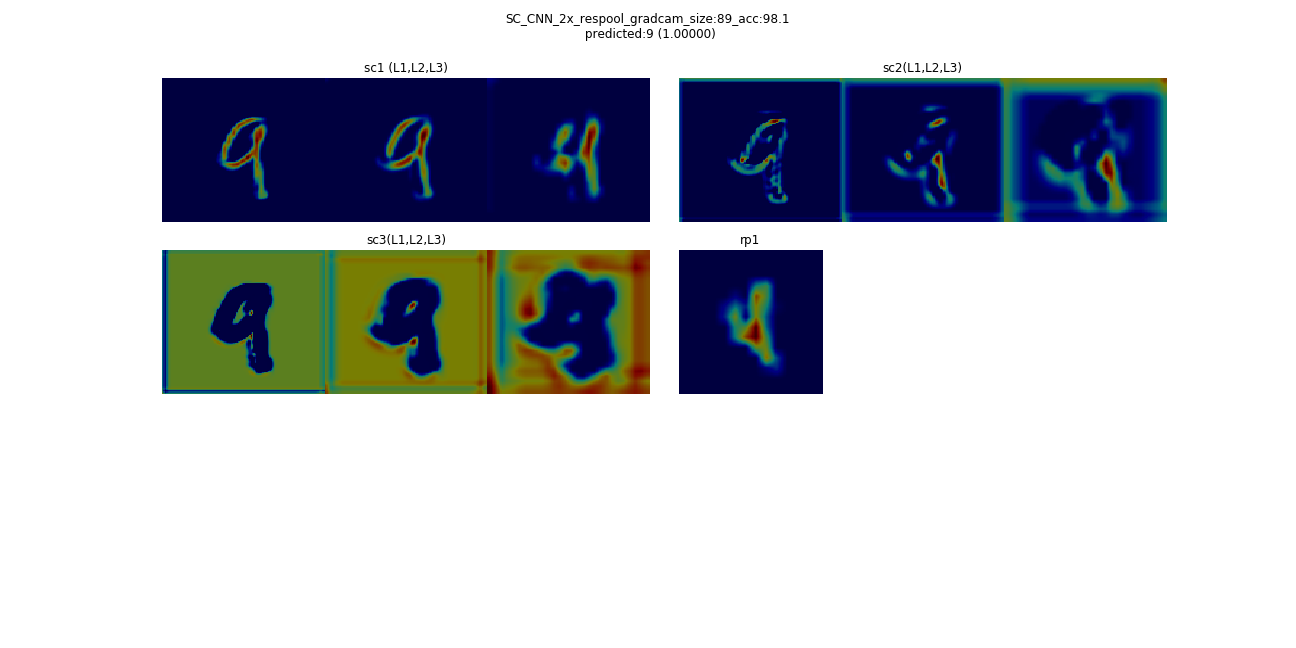 SC_CNN_2x_respool_gradcam_size:89_acc:98.1
predicted:9 (1.00000)
sc1 (L1,L2,L3)
sc2(L1,L2,L3)
sc3(L1,L2,L3)
rp1